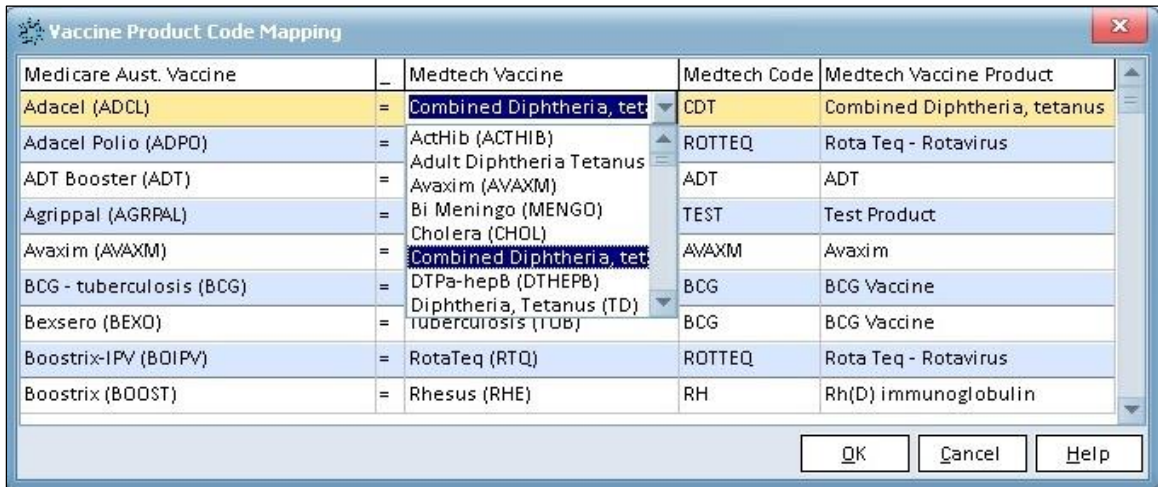 Vaccine Product Code Mapping
Medicare Aust. Vaccine _ Medtech Vaccine Medtech Code Medtech Vaccine Product
Adacel (ADCL) = Combined Diphtheria, tet CDT Combined Diphtheria, tetanus
Adacel Polio (ADPO) = ActHib (ACTHIB) ROTTEQ Rota Teq - Rotavirus
Adult Diphtheria Tetanus
ADT Booster (ADT) = Avaxim (AVAXM) ADT ADT
Agrippal (AGRPAL) = Bi Meningo (MENGO) TEST Test Product
Cholera (CHOL)
Avaxim (AVAXM) = Combined Diphtheria, tet AVAXM Avaxim
BCG - tuberculosis (BCG) = DTPa-hepB (DTHEPB) BCG BCG Vaccine
Diphtheria, Tetanus (TD)
Bexsero (BEXO) = Tuberculosis (TUB) BCG BCG Vaccine
Boostrix-IPV (BOIPV) = RotaTeq (RTQ) ROTTEQ Rota Teq - Rotavirus
Boostrix (BOOST) = Rhesus (RHE) RH Rh(D) immunoglobulin
OK Cancel Help